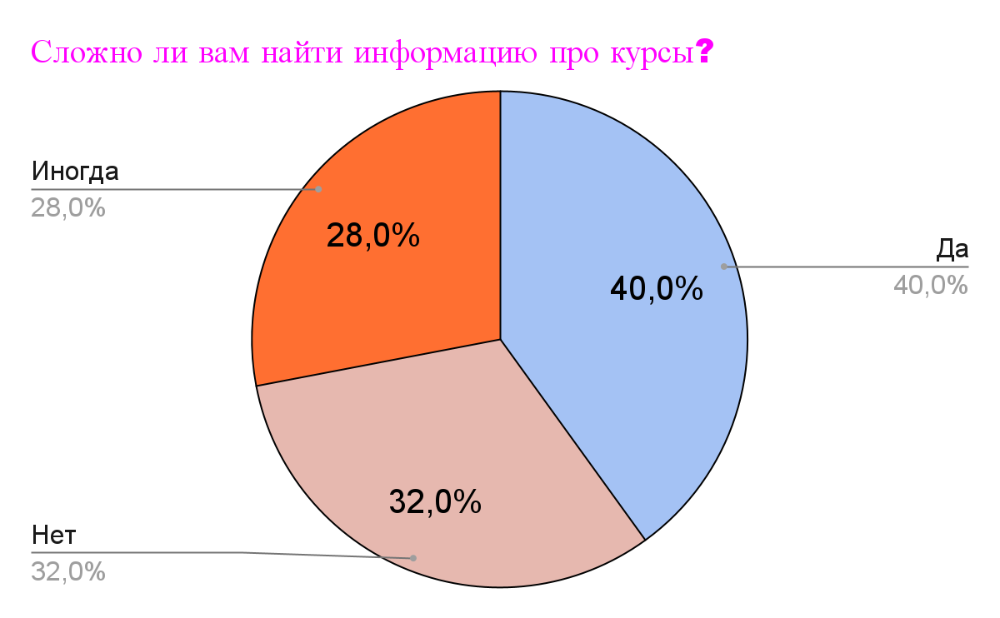 Сложно ли вам найти информацию про курсы?
Иногда
28,0%
28,0%
Да
40,0%
40,0%
32,0%
Нет
32,0%